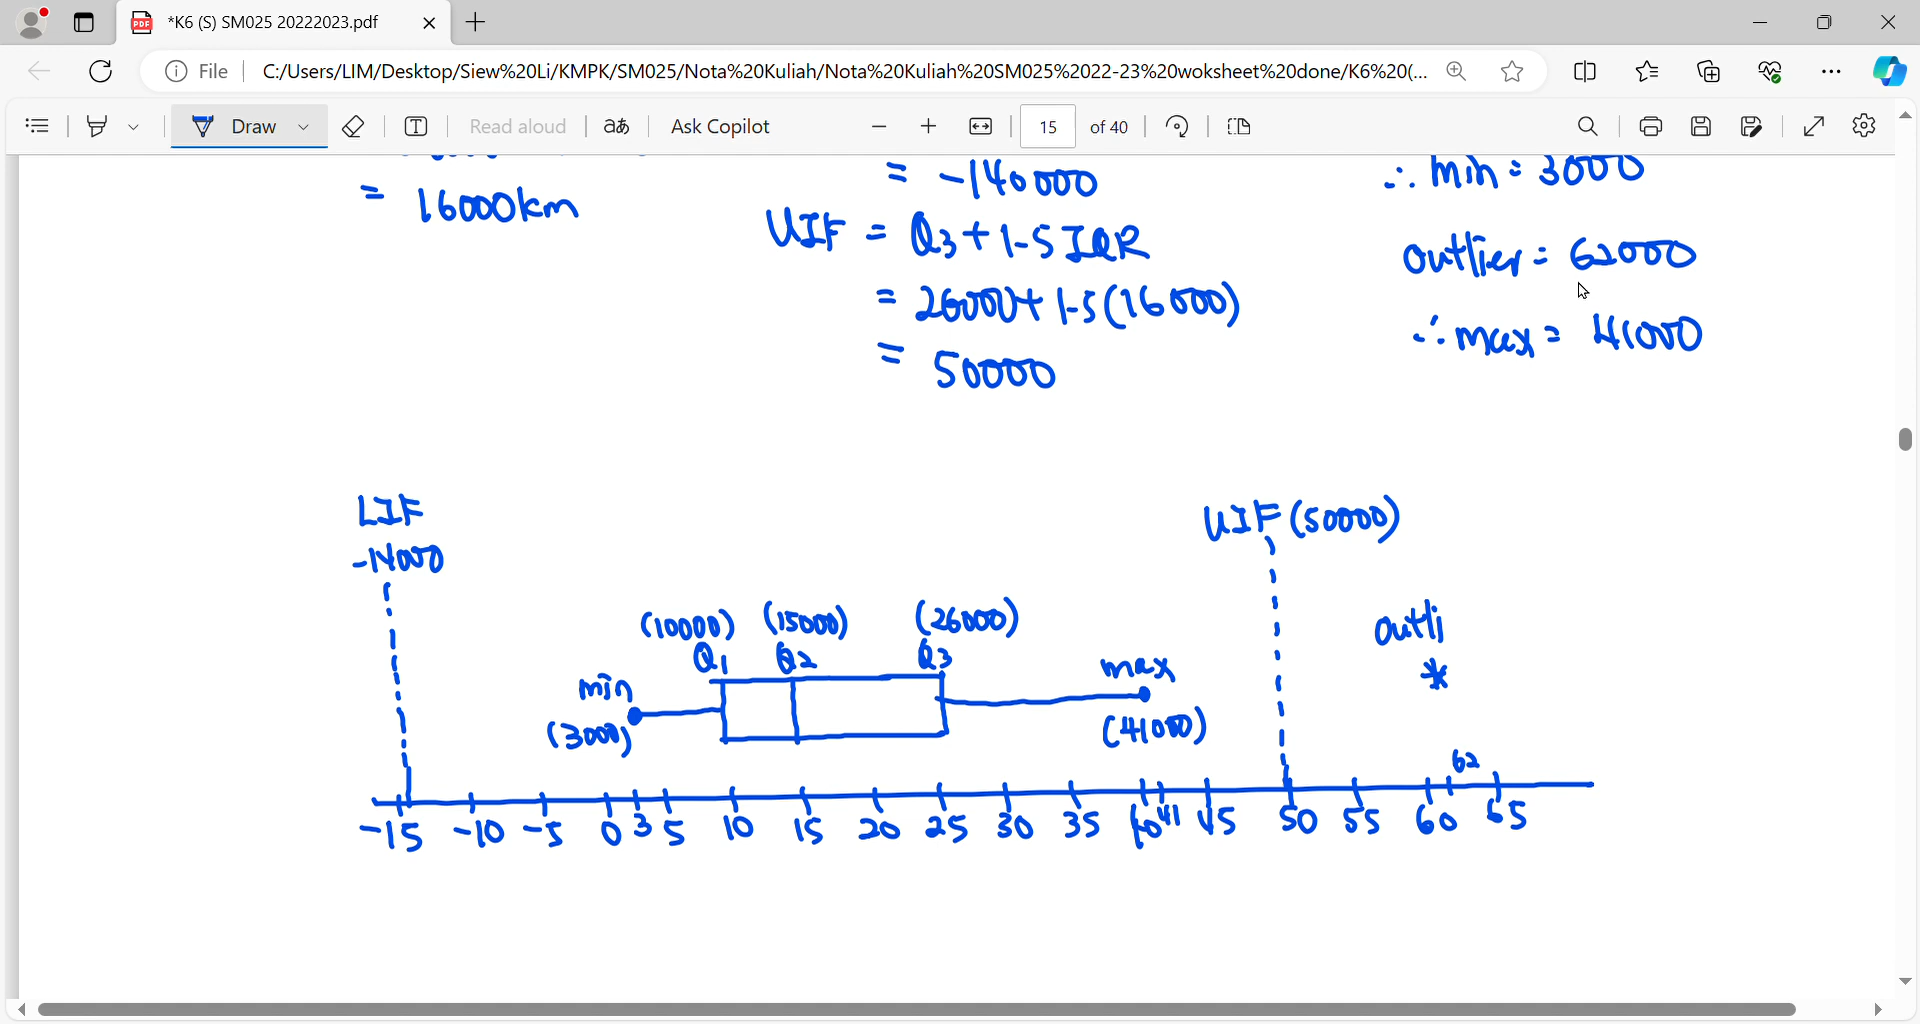 *K6 (S) SM025 20222023.pdf
File
C:/Users/LIM/Desktop/Siew%20Li/KMPK/SM025/Nota%20Kuliah/Nota%20Kuliah%20SM025%2022-23%20woksheet%20done/K6%20(...
Draw
Read aloud
Ask Copilot
15 of 40
= 16000km
= -140000
UIF = Q3 + 1.5 IQR
= 26000 + 1.5 (16000)
= 50000
∴ min = 3000
outlier = 62000
∴ max = 41000
LIF
-14000
UIF (50000)
(10000) (15000) (26000)
Q1 Q2 Q3
min
(3000)
max
(41000)
outli
*
62
-15 -10 -5 0 3 5 10 15 20 25 30 35 40 41 45 50 55 60 65